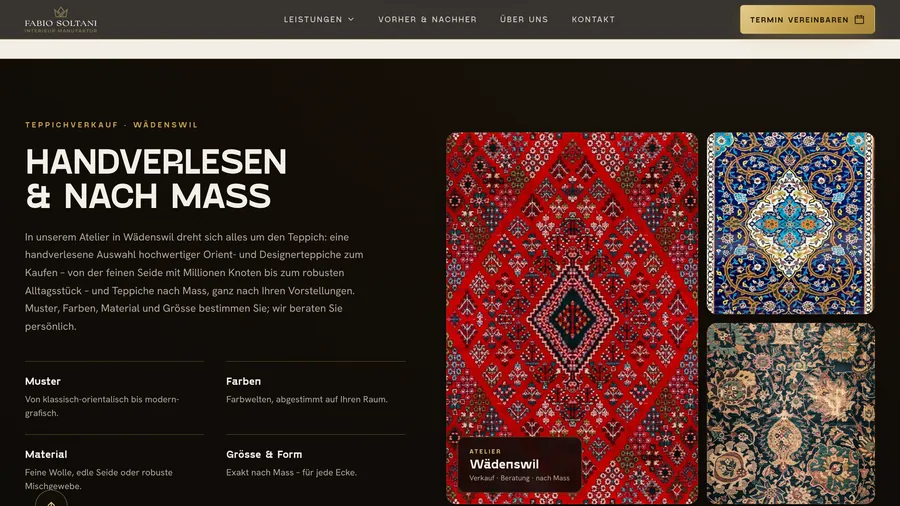 FABIO SOLTANI
INTERIEUR-MANUFAKTUR
LEISTUNGEN
VORHER & NACHHER
ÜBER UNS
KONTAKT
TERMIN VEREINBAREN
TEPPICHVERKAUF · WÄDENSWIL
HANDVERLESEN
& NACH MASS
In unserem Atelier in Wädenswil dreht sich alles um den Teppich: eine
handverlesene Auswahl hochwertiger Orient- und Designerteppiche zum
Kaufen – von der feinen Seide mit Millionen Knoten bis zum robusten
Alltagsstück – und Teppiche nach Mass, ganz nach Ihren Vorstellungen.
Muster, Farben, Material und Grösse bestimmen Sie; wir beraten Sie
persönlich.
Muster
Von klassisch-orientalisch bis modern-
grafisch.
Farben
Farbwelten, abgestimmt auf Ihren Raum.
Material
Feine Wolle, edle Seide oder robuste
Mischgewebe.
Grösse & Form
Exakt nach Mass – für jede Ecke.
ATELIER
Wädenswil
Verkauf · Beratung · nach Mass